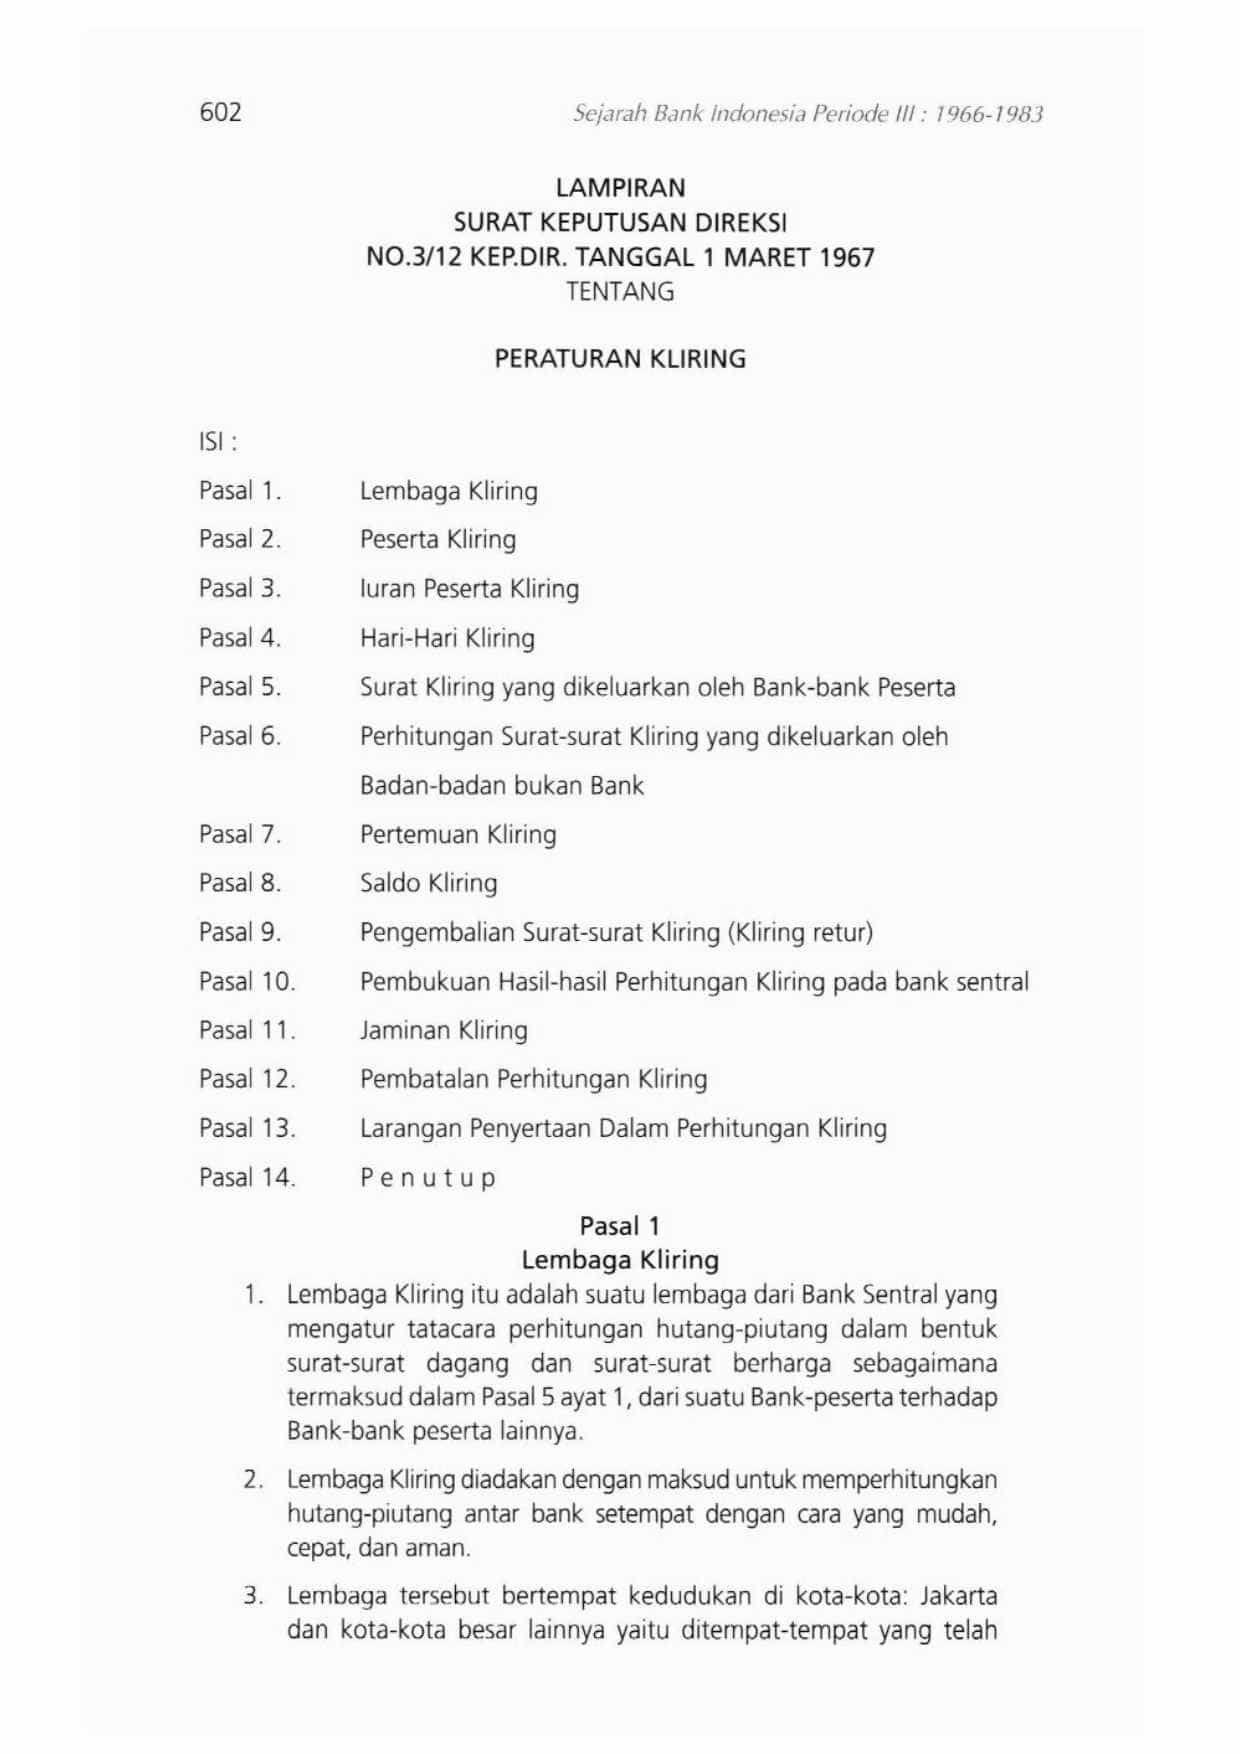 602
Sejarah Bank Indonesia Periode III : 1966-1983
LAMPIRAN
SURAT KEPUTUSAN DIREKSI
NO.3/12 KEP.DIR. TANGGAL 1 MARET 1967
TENTANG
PERATURAN KLIRING
ISI :
Pasal 1. Lembaga Kliring
Pasal 2. Peserta Kliring
Pasal 3. Iuran Peserta Kliring
Pasal 4. Hari-Hari Kliring
Pasal 5. Surat Kliring yang dikeluarkan oleh Bank-bank Peserta
Pasal 6. Perhitungan Surat-surat Kliring yang dikeluarkan oleh
Badan-badan bukan Bank
Pasal 7. Pertemuan Kliring
Pasal 8. Saldo Kliring
Pasal 9. Pengembalian Surat-surat Kliring (Kliring retur)
Pasal 10. Pembukuan Hasil-hasil Perhitungan Kliring pada bank sentral
Pasal 11. Jaminan Kliring
Pasal 12. Pembatalan Perhitungan Kliring
Pasal 13. Larangan Penyertaan Dalam Perhitungan Kliring
Pasal 14. P e n u t u p
Pasal 1
Lembaga Kliring
1. Lembaga Kliring itu adalah suatu lembaga dari Bank Sentral yang
mengatur tatacara perhitungan hutang-piutang dalam bentuk
surat-surat dagang dan surat-surat berharga sebagaimana
termaksud dalam Pasal 5 ayat 1, dari suatu Bank-peserta terhadap
Bank-bank peserta lainnya.
2. Lembaga Kliring diadakan dengan maksud untuk memperhitungkan
hutang-piutang antar bank setempat dengan cara yang mudah,
cepat, dan aman.
3. Lembaga tersebut bertempat kedudukan di kota-kota: Jakarta
dan kota-kota besar lainnya yaitu ditempat-tempat yang telah